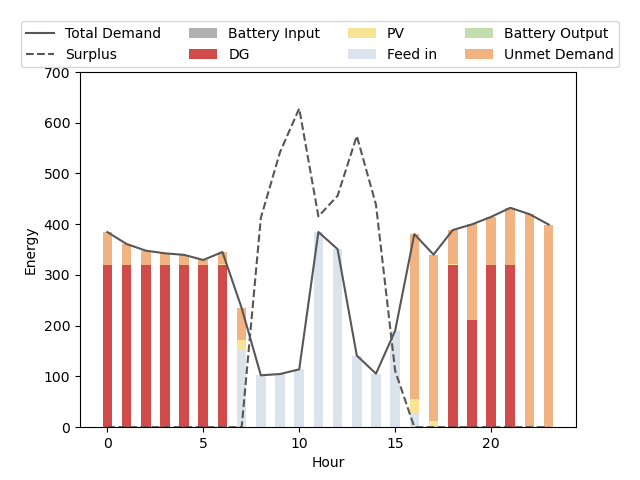 Total Demand Battery Input PV Battery Output
Surplus DG Feed in Unmet Demand
700
600
500
400
300
200
100
0
Energy
0 5 10 15 20
Hour